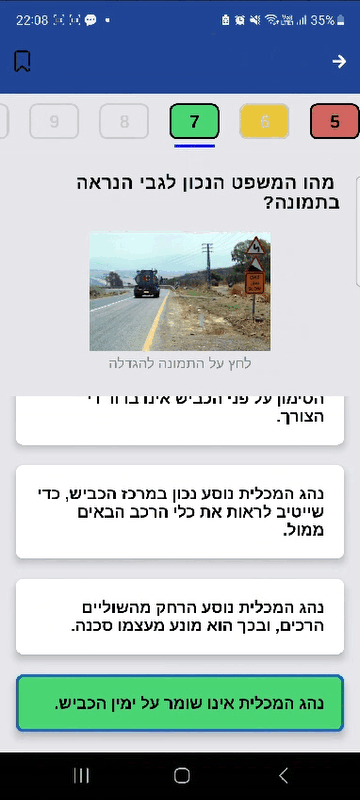 22:08
35%
9 8 7 6 5
מהו המשפט הנכון לגבי הנראה
בתמונה?
לחץ על התמונה להגדלה
הסימון על פני הכביש אינו ברור די
הצורך.
נהג המכלית נוסע נכון במרכז הכביש, כדי
שייטיב לראות את כלי הרכב הבאים
ממול.
נהג המכלית נוסע הרחק מהשוליים
הרכים, ובכך הוא מונע מעצמו סכנה.
נהג המכלית אינו שומר על ימין הכביש.